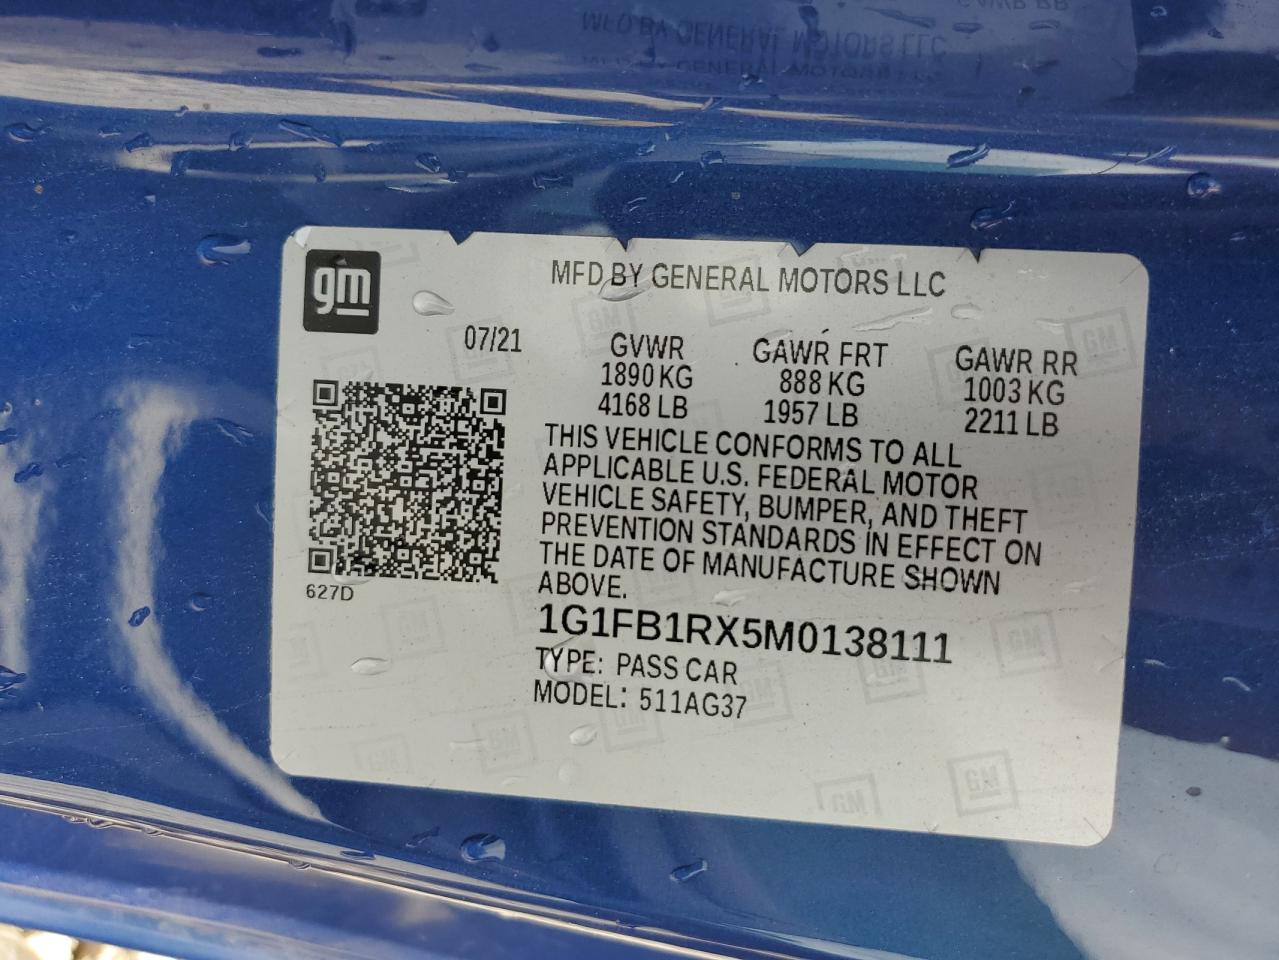 gm
MFD BY GENERAL MOTORS LLC
07/21
GVWR GAWR FRT GAWR RR
1890 KG 888 KG 1003 KG
4168 LB 1957 LB 2211 LB
THIS VEHICLE CONFORMS TO ALL
APPLICABLE U.S. FEDERAL MOTOR
VEHICLE SAFETY, BUMPER, AND THEFT
PREVENTION STANDARDS IN EFFECT ON
THE DATE OF MANUFACTURE SHOWN
ABOVE.
627D
1G1FB1RX5M0138111
TYPE: PASS CAR
MODEL: 511AG37